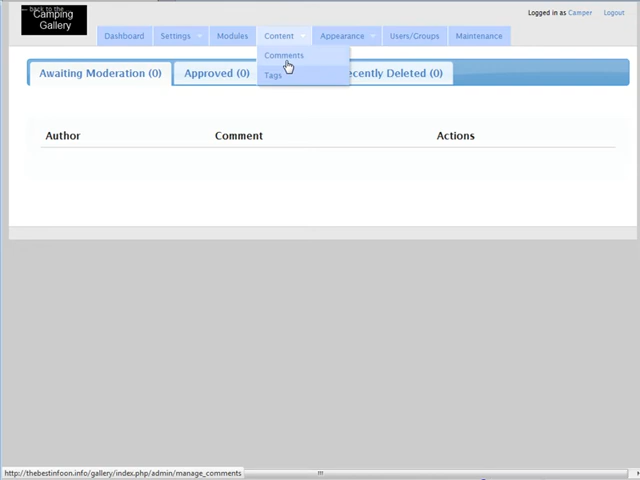 ← back to the
Camping
Gallery
Logged in as Camper Logout
Dashboard Settings Modules Content Appearance Users/Groups Maintenance
Comments
Tags
Awaiting Moderation (0) Approved (0) ecently Deleted (0)
Author Comment Actions
http://thebestinfoon.info/gallery/index.php/admin/manage_comments